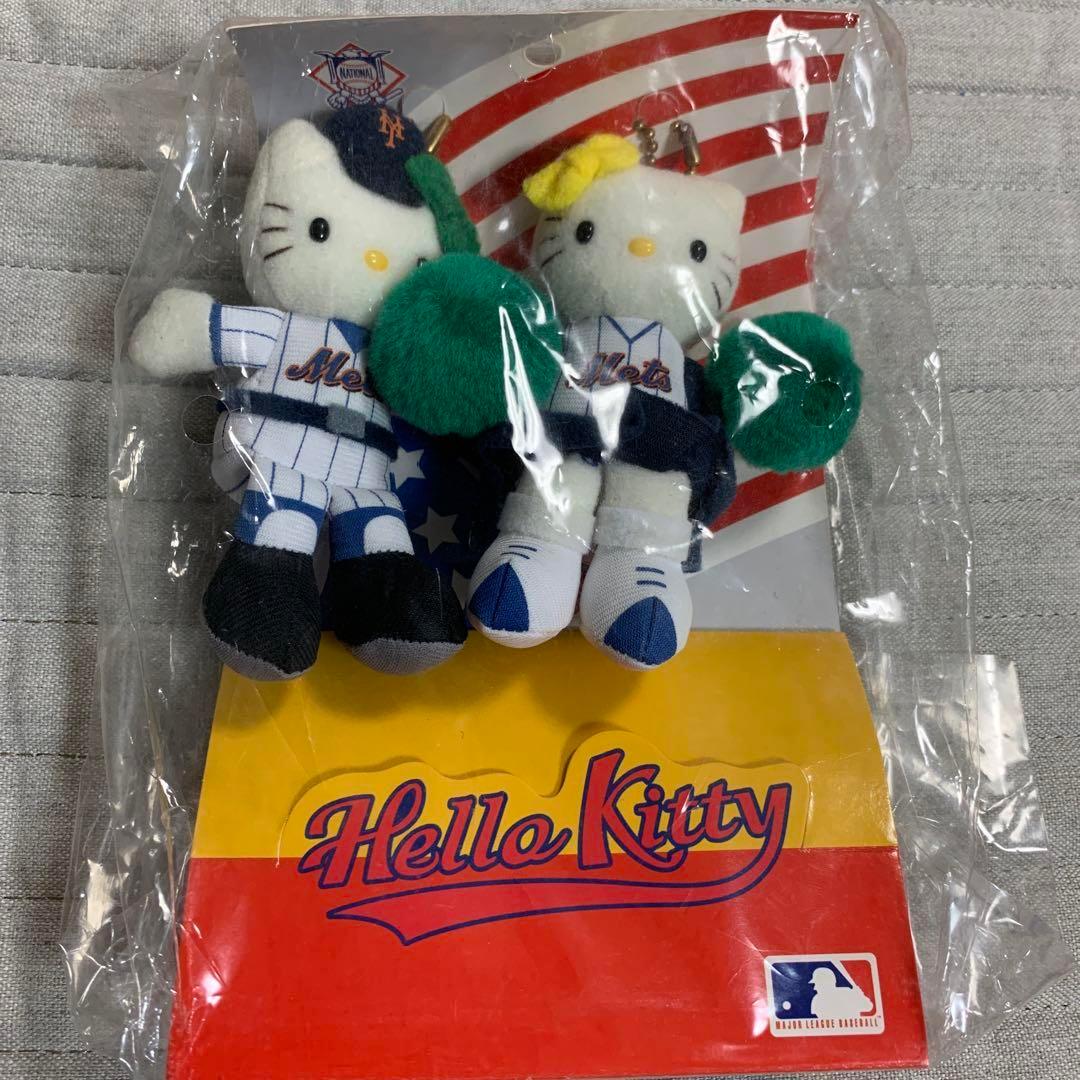 NATIONAL
NY
Mets
Mets
Hello Kitty
MAJOR LEAGUE BASEBALL